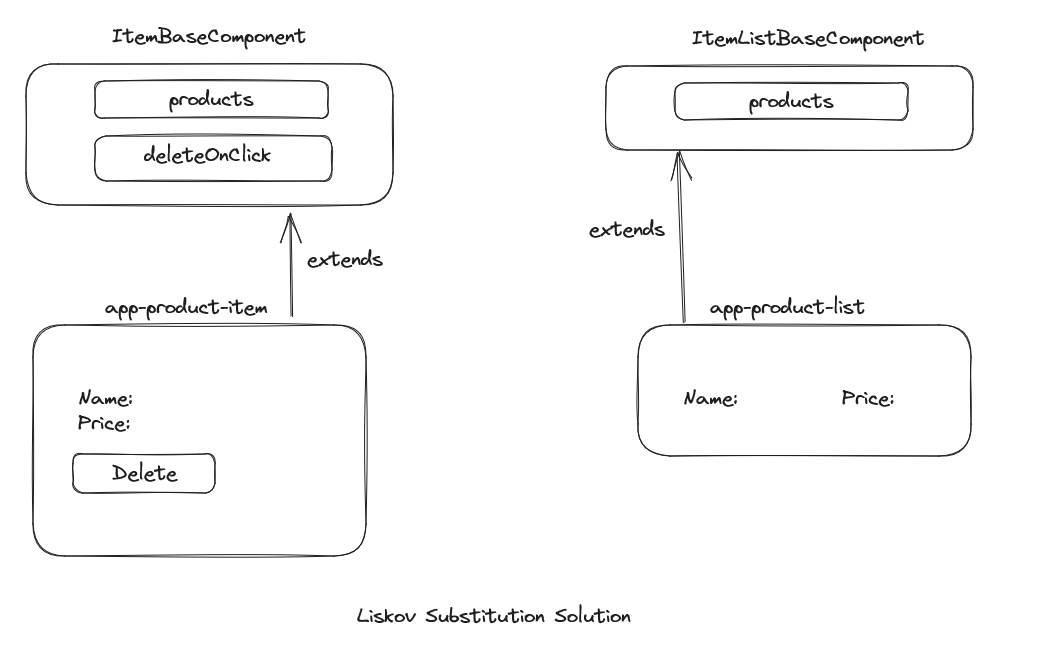 ItemBaseComponent
products
deleteOnClick
extends
app-product-item
Name:
Price:
Delete
ItemListBaseComponent
products
extends
app-product-list
Name: Price:
Liskov Substitution Solution